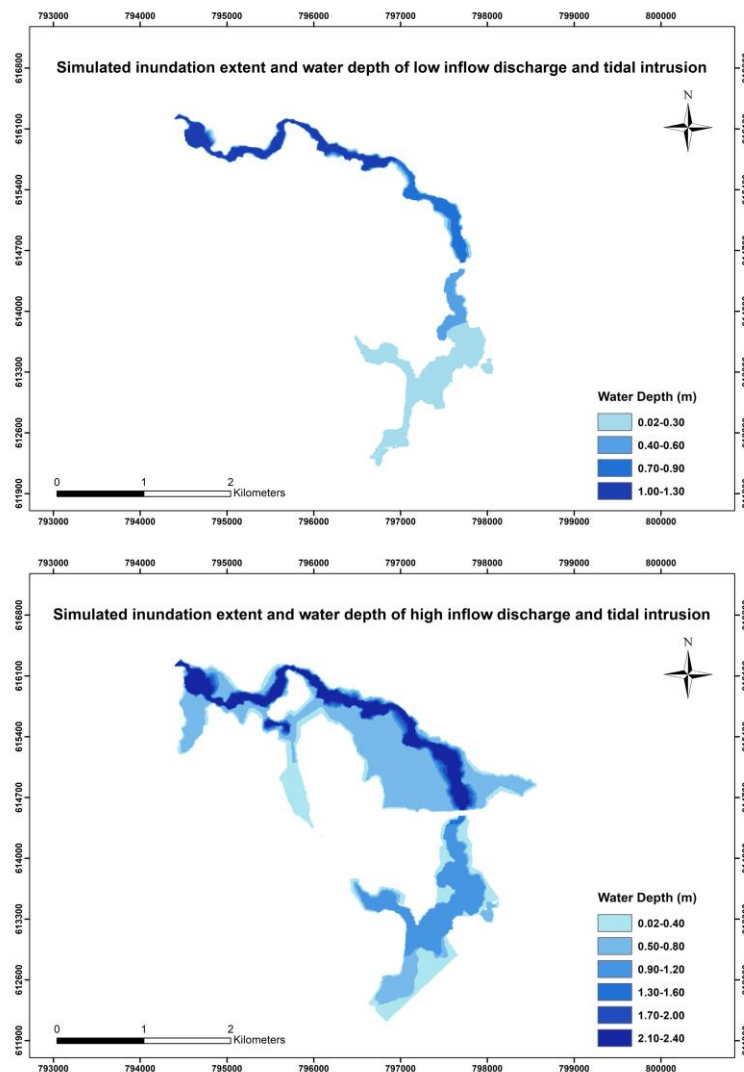 793000 794000 795000 796000 797000 798000 799000 800000
Simulated inundation extent and water depth of low inflow discharge and tidal intrusion
N
616800
616100
615400
614700
614000
613300
612600
611900
Water Depth (m)
0.02-0.30
0.40-0.60
0.70-0.90
1.00-1.30
0 1 2
Kilometers
793000 794000 795000 796000 797000 798000 799000 800000
793000 794000 795000 796000 797000 798000 799000 800000
Simulated inundation extent and water depth of high inflow discharge and tidal intrusion
N
616800
616100
615400
614700
614000
613300
612600
611900
Water Depth (m)
0.02-0.40
0.50-0.80
0.90-1.20
1.30-1.60
1.70-2.00
2.10-2.40
0 1 2
Kilometers
793000 794000 795000 796000 797000 798000 799000 800000